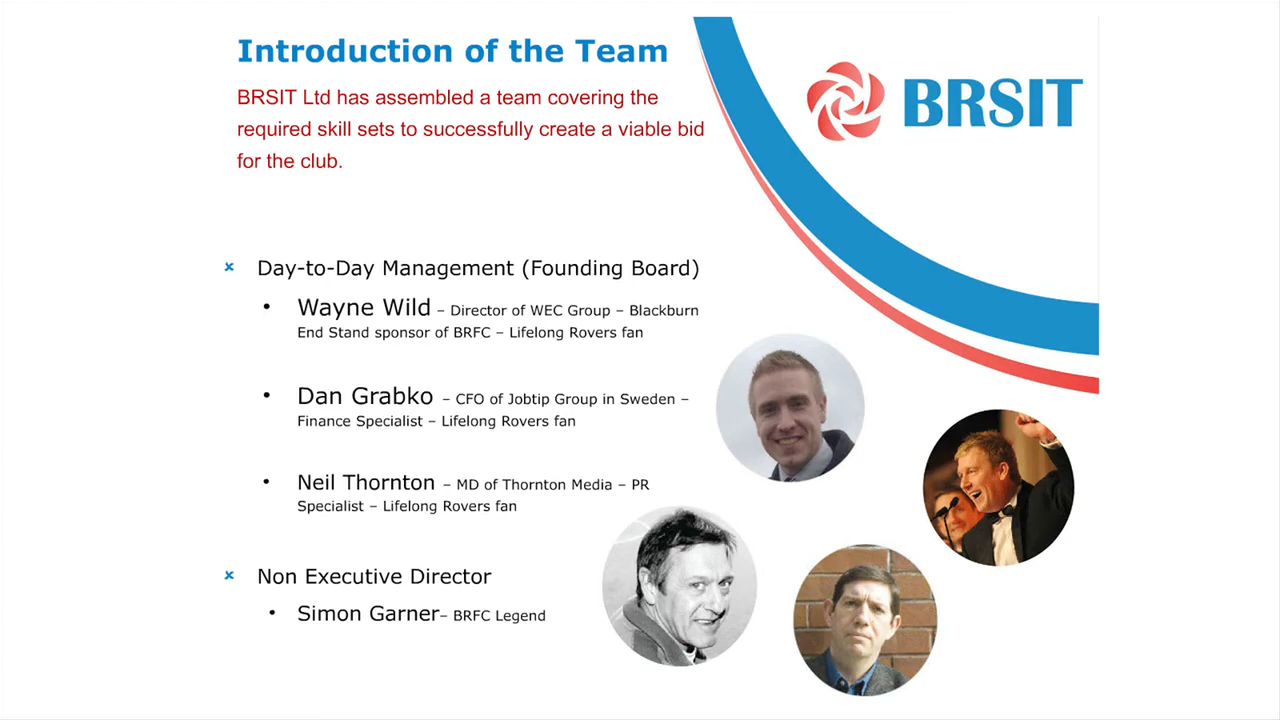 Introduction of the Team
BRSIT Ltd has assembled a team covering the
required skill sets to successfully create a viable bid
for the club.
BRSIT
Day-to-Day Management (Founding Board)
• Wayne Wild – Director of WEC Group – Blackburn
End Stand sponsor of BRFC – Lifelong Rovers fan
• Dan Grabko – CFO of Jobtip Group in Sweden –
Finance Specialist – Lifelong Rovers fan
• Neil Thornton – MD of Thornton Media – PR
Specialist – Lifelong Rovers fan
Non Executive Director
• Simon Garner– BRFC Legend